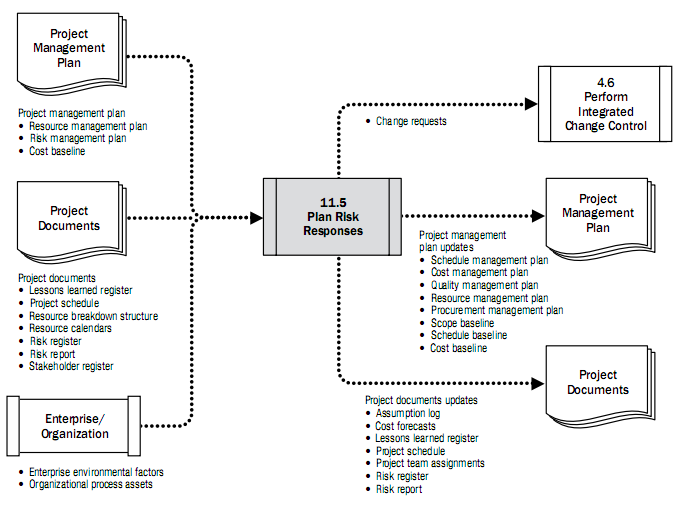 Project
Management
Plan
Project management plan
• Resource management plan
• Risk management plan
• Cost baseline
Project
Documents
Project documents
• Lessons learned register
• Project schedule
• Resource breakdown structure
• Resource calendars
• Risk register
• Risk report
• Stakeholder register
Enterprise/
Organization
• Enterprise environmental factors
• Organizational process assets
11.5
Plan Risk
Responses
• Change requests
4.6
Perform
Integrated
Change Control
Project management
plan updates
• Schedule management plan
• Cost management plan
• Quality management plan
• Resource management plan
• Procurement management plan
• Scope baseline
• Schedule baseline
• Cost baseline
Project
Management
Plan
Project documents updates
• Assumption log
• Cost forecasts
• Lessons learned register
• Project schedule
• Project team assignments
• Risk register
• Risk report
Project
Documents